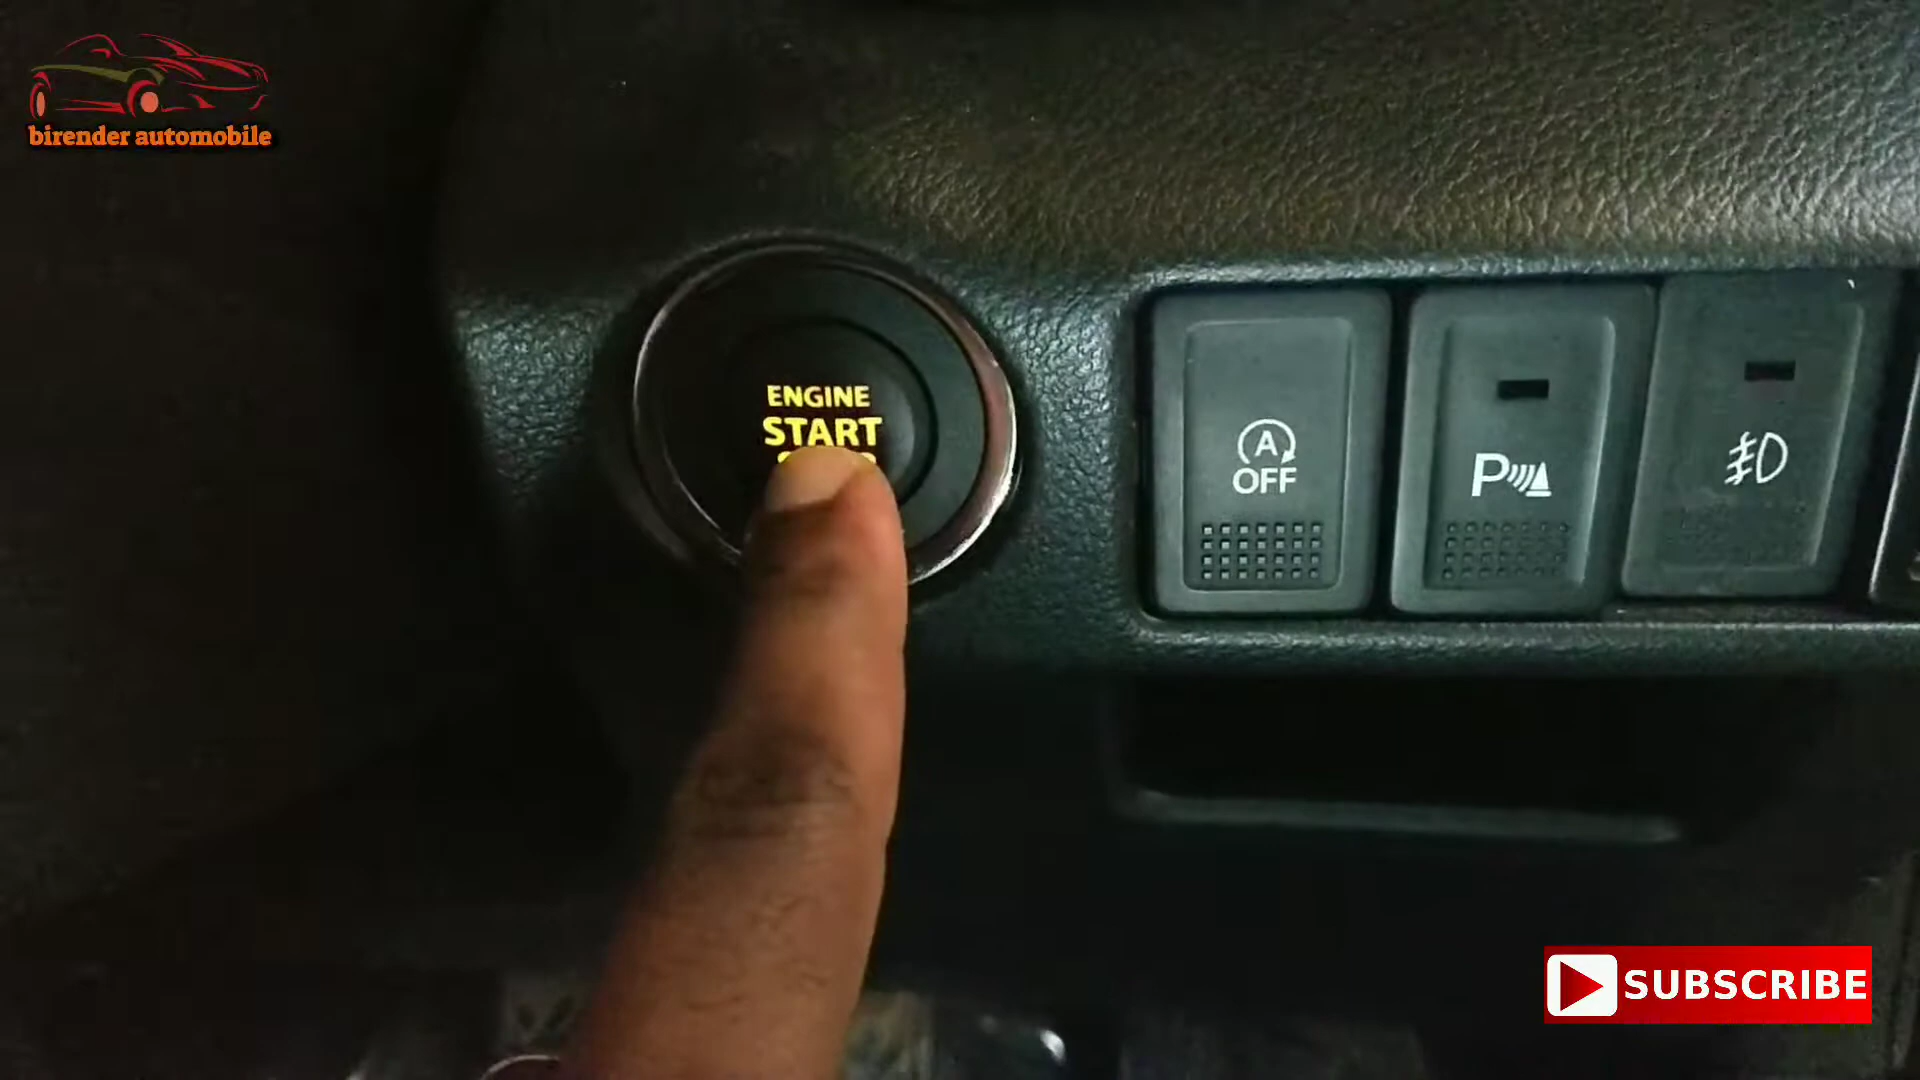 birender automobile
ENGINE
START
A
OFF
P
SUBSCRIBE